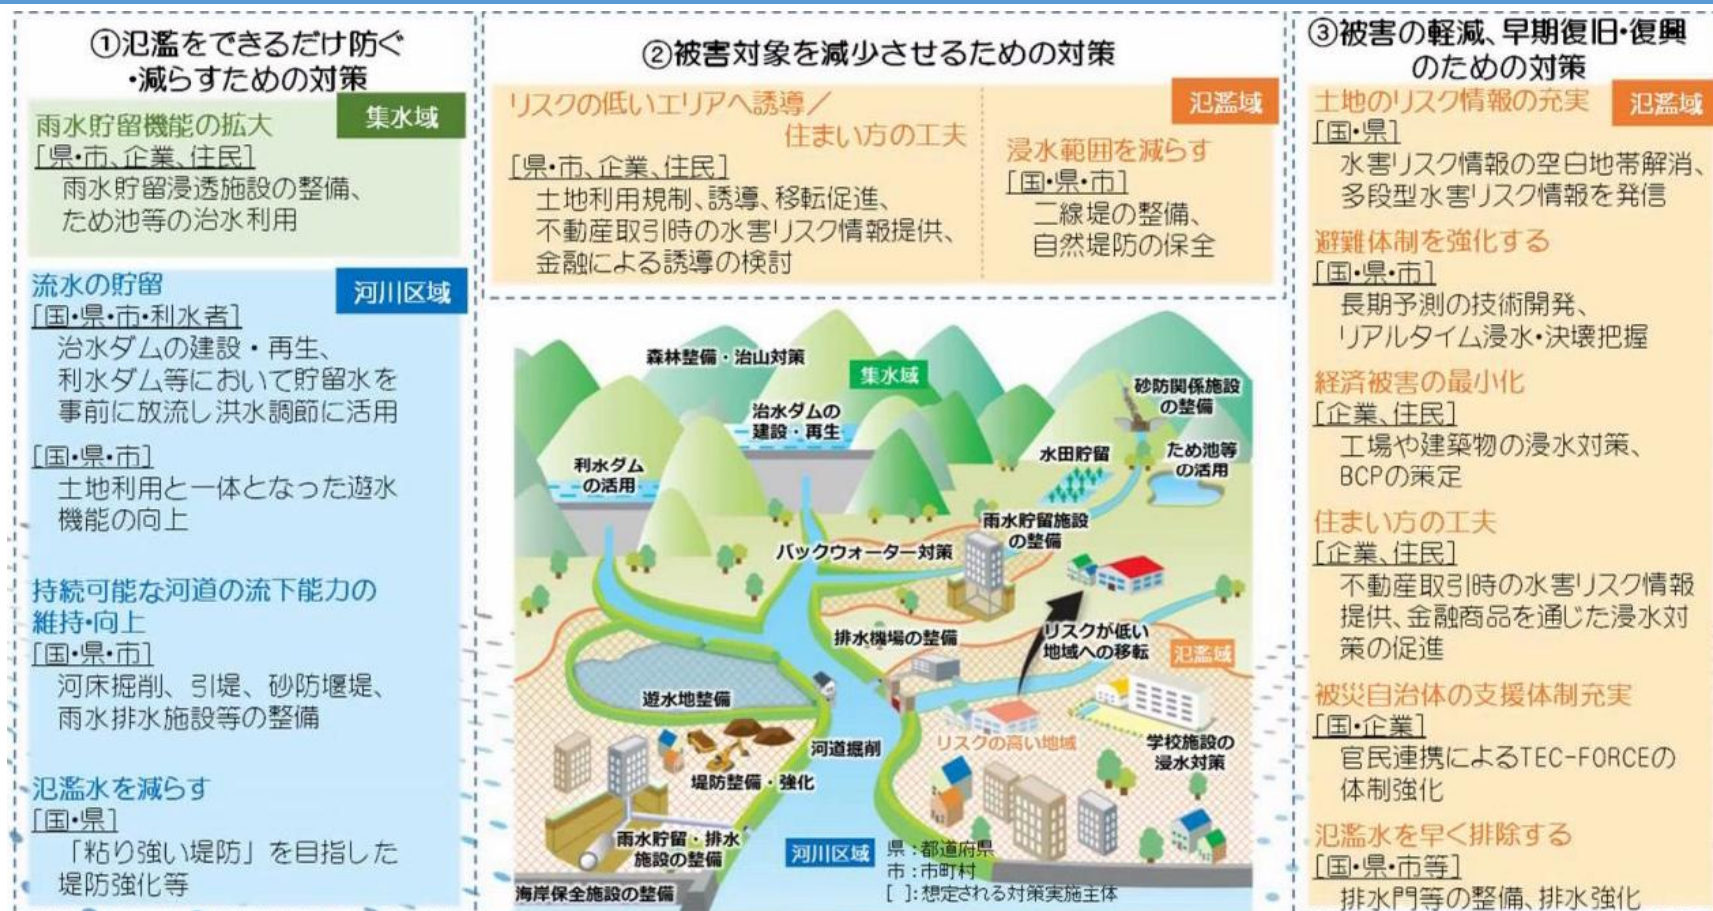 ①氾濫をできるだけ防ぐ
・減らすための対策
集水域
雨水貯留機能の拡大
[県・市、企業、住民]
雨水貯留浸透施設の整備、
ため池等の治水利用
河川区域
流水の貯留
[国・県・市・利水者]
治水ダムの建設・再生、
利水ダム等において貯留水を
事前に放流し洪水調節に活用
[国・県・市]
土地利用と一体となった遊水
機能の向上
持続可能な河道の流下能力の
維持・向上
[国・県・市]
河床掘削、引堤、砂防堰堤、
雨水排水施設等の整備
氾濫水を減らす
[国・県]
「粘り強い堤防」を目指した
堤防強化等
②被害対象を減少させるための対策
氾濫域
リスクの低いエリアへ誘導／
住まい方の工夫
[県・市、企業、住民]
土地利用規制、誘導、移転促進、
不動産取引時の水害リスク情報提供、
金融による誘導の検討
浸水範囲を減らす
[国・県・市]
二線堤の整備、
自然堤防の保全
森林整備・治山対策
集水域
砂防関係施設
の整備
治水ダムの
建設・再生
水田貯留
ため池等
の活用
利水ダム
の活用
雨水貯留施設
の整備
バックウォーター対策
排水機場の整備
リスクが低い
地域への移転
氾濫域
遊水地整備
河道掘削
リスクの高い地域
学校施設の
浸水対策
堤防整備・強化
雨水貯留・排水
施設の整備
河川区域
海岸保全施設の整備
県：都道府県
市：市町村
[ ]：想定される対策実施主体
③被害の軽減、早期復旧・復興
のための対策
氾濫域
土地のリスク情報の充実
[国・県]
水害リスク情報の空白地帯解消、
多段型水害リスク情報を発信
避難体制を強化する
[国・県・市]
長期予測の技術開発、
リアルタイム浸水・決壊把握
経済被害の最小化
[企業、住民]
工場や建築物の浸水対策、
BCPの策定
住まい方の工夫
[企業、住民]
不動産取引時の水害リスク情報
提供、金融商品を通じた浸水対
策の促進
被災自治体の支援体制充実
[国・企業]
官民連携によるTEC-FORCEの
体制強化
氾濫水を早く排除する
[国・県・市等]
排水門等の整備、排水強化